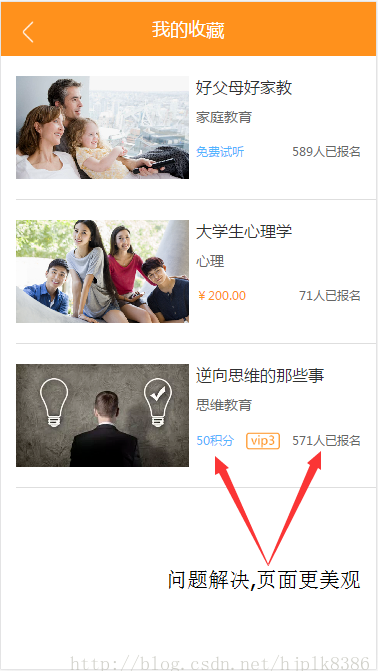 我的收藏
好父母好家教
家庭教育
免费试听 589人已报名
大学生心理学
心理
￥200.00 71人已报名
逆向思维的那些事
思维教育
50积分 vip3 571人已报名
问题解决,页面更美观
http://blog.csdn.net/hjplk8386